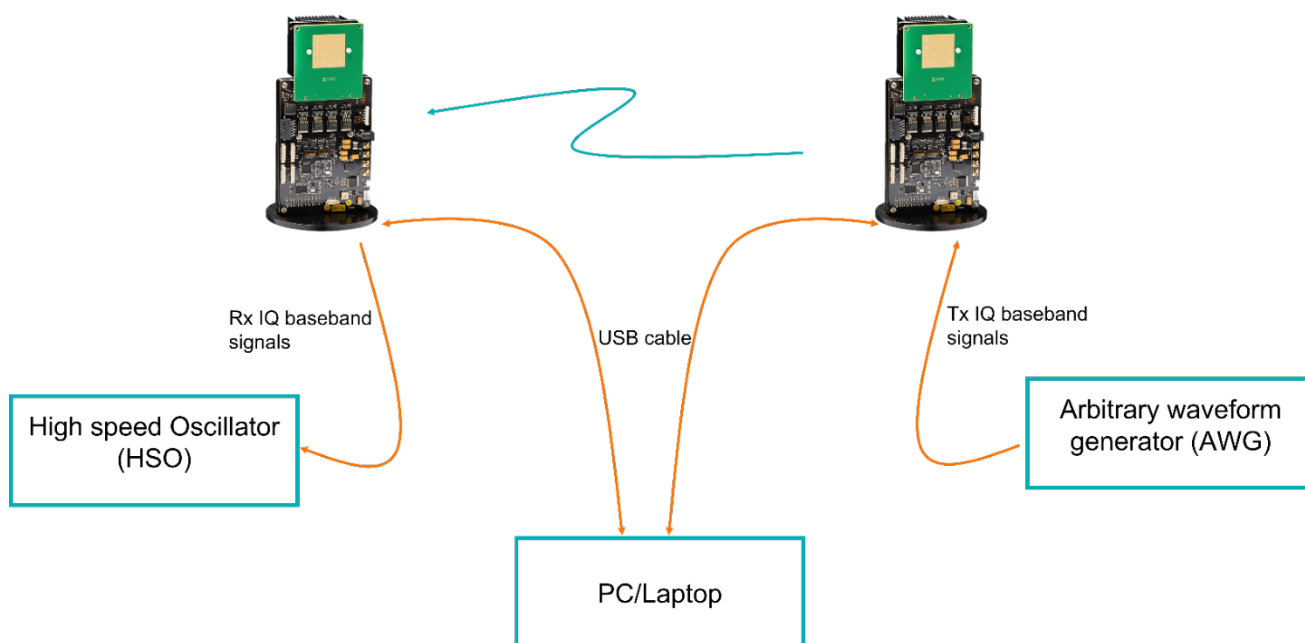 Rx IQ baseband
signals
USB cable
Tx IQ baseband
signals
High speed Oscillator
(HSO)
Arbitrary waveform
generator (AWG)
PC/Laptop